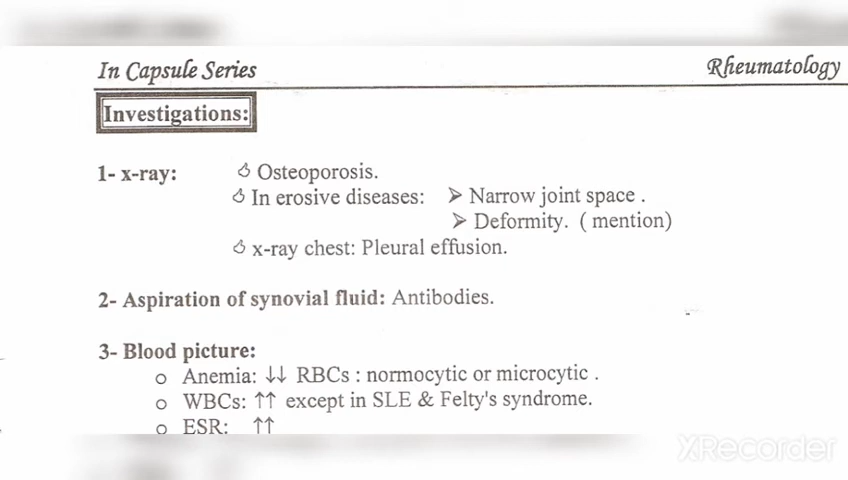 In Capsule Series Rheumatology
Investigations:
1- x-ray: Osteoporosis.
In erosive diseases: ➢ Narrow joint space .
➢ Deformity. ( mention)
x-ray chest: Pleural effusion.
2- Aspiration of synovial fluid: Antibodies.
3- Blood picture:
o Anemia: ↓↓ RBCs : normocytic or microcytic .
o WBCs: ↑↑ except in SLE & Felty's syndrome.
o ESR: ↑↑
XRecorder